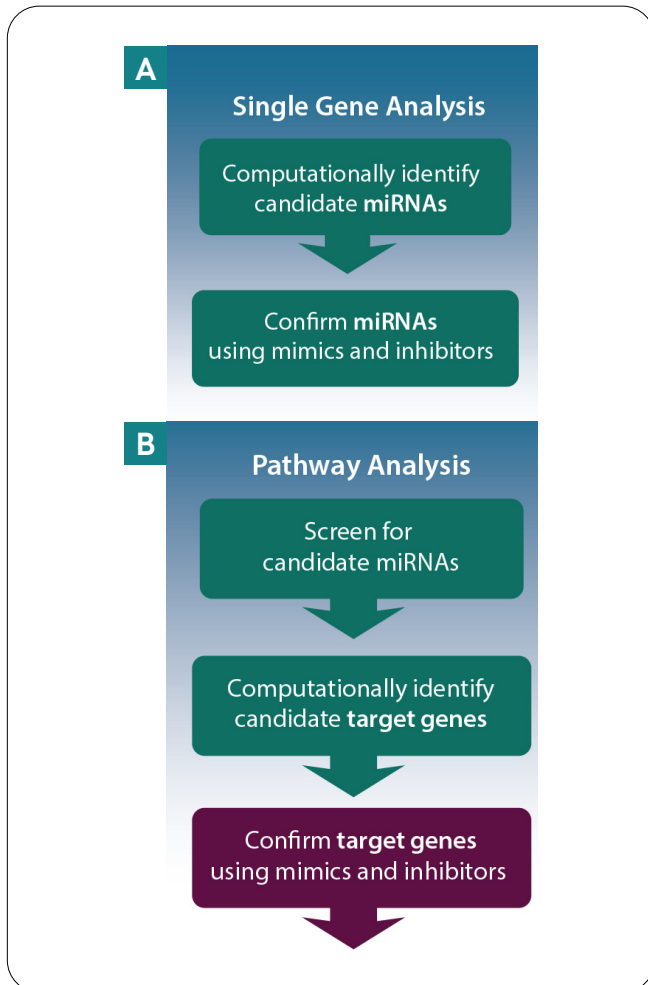 A
Single Gene Analysis
Computationally identify
candidate miRNAs
Confirm miRNAs
using mimics and inhibitors
B
Pathway Analysis
Screen for
candidate miRNAs
Computationally identify
candidate target genes
Confirm target genes
using mimics and inhibitors